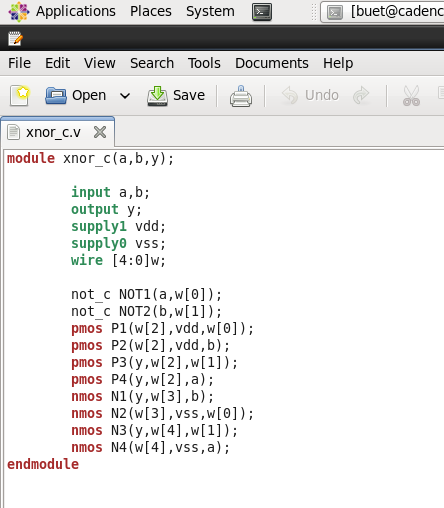 Applications Places System [buet@cadenc
File Edit View Search Tools Documents Help
Open Save Undo
xnor_c.v
module xnor_c(a,b,y);
input a,b;
output y;
supply1 vdd;
supply0 vss;
wire [4:0]w;
not_c NOT1(a,w[0]);
not_c NOT2(b,w[1]);
pmos P1(w[2],vdd,w[0]);
pmos P2(w[2],vdd,b);
pmos P3(y,w[2],w[1]);
pmos P4(y,w[2],a);
nmos N1(y,w[3],b);
nmos N2(w[3],vss,w[0]);
nmos N3(y,w[4],w[1]);
nmos N4(w[4],vss,a);
endmodule